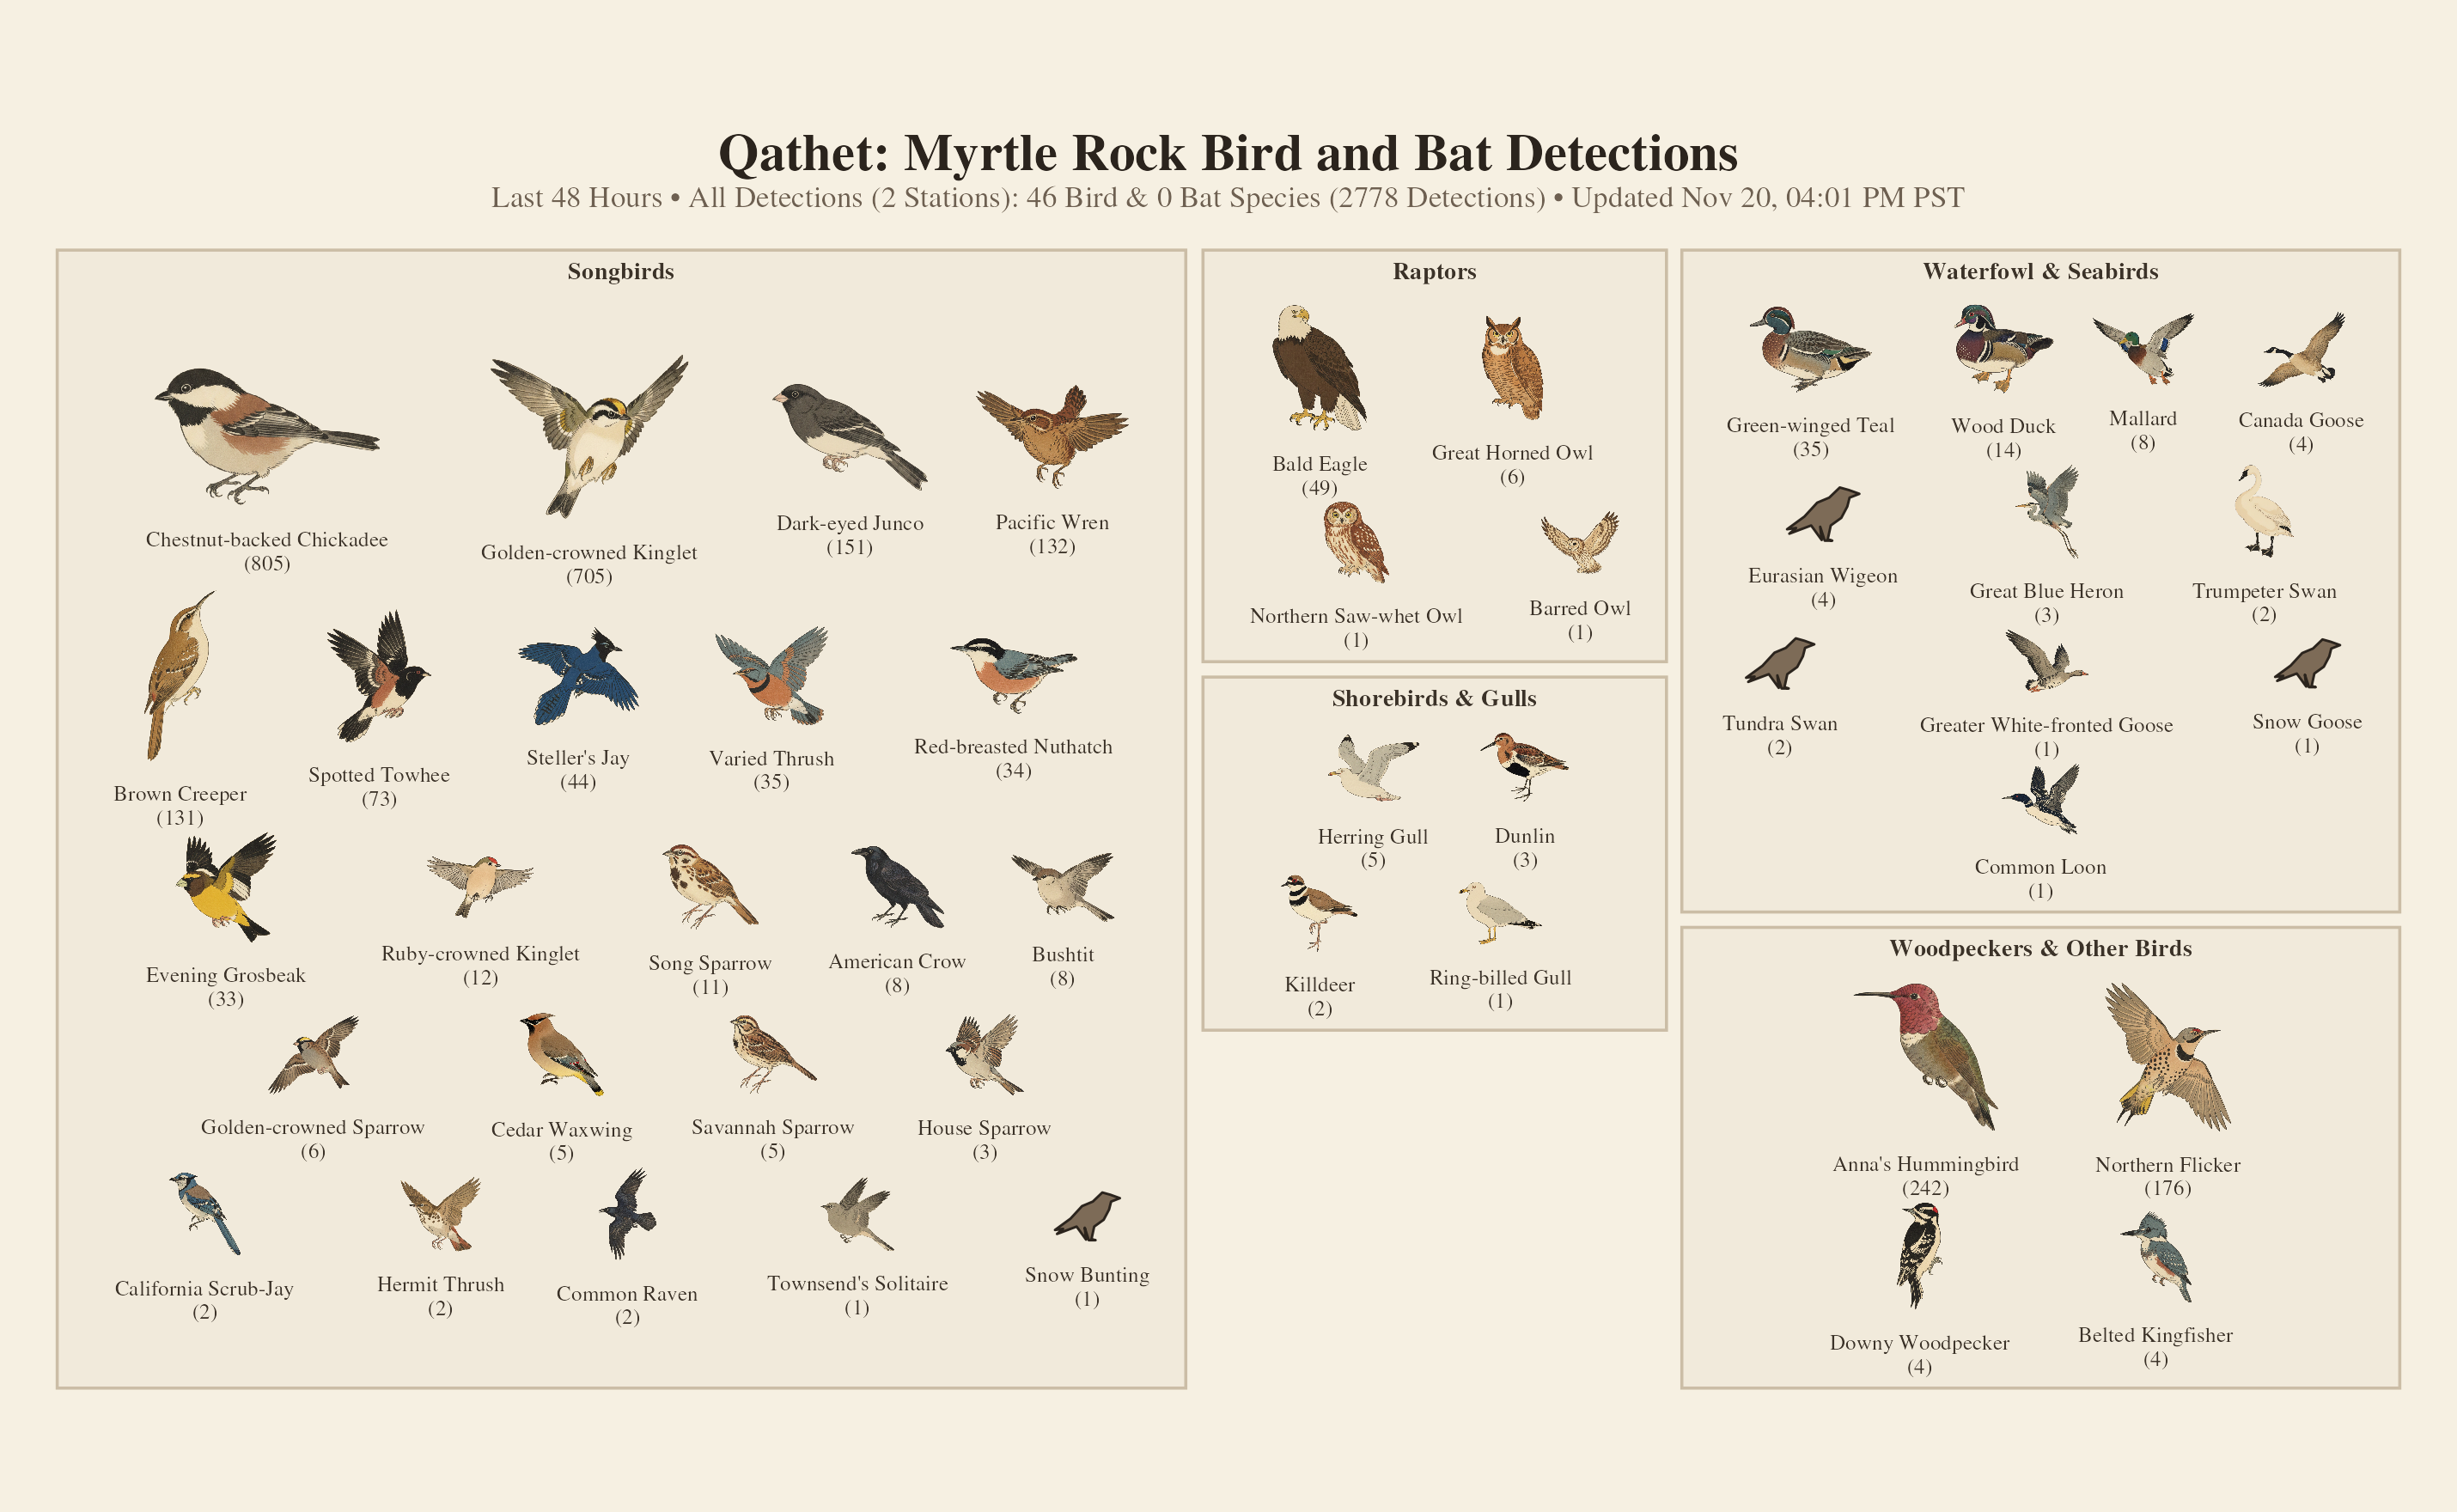 Qathet: Myrtle Rock Bird and Bat Detections
Last 48 Hours • All Detections (2 Stations): 46 Bird & 0 Bat Species (2778 Detections) • Updated Nov 20, 04:01 PM PST
Songbirds
Chestnut-backed Chickadee
(805)
Golden-crowned Kinglet
(705)
Dark-eyed Junco
(151)
Pacific Wren
(132)
Brown Creeper
(131)
Spotted Towhee
(73)
Steller's Jay
(44)
Varied Thrush
(35)
Red-breasted Nuthatch
(34)
Evening Grosbeak
(33)
Ruby-crowned Kinglet
(12)
Song Sparrow
(11)
American Crow
(8)
Bushtit
(8)
Golden-crowned Sparrow
(6)
Cedar Waxwing
(5)
Savannah Sparrow
(5)
House Sparrow
(3)
California Scrub-Jay
(2)
Hermit Thrush
(2)
Common Raven
(2)
Townsend's Solitaire
(1)
Snow Bunting
(1)
Raptors
Bald Eagle
(49)
Great Horned Owl
(6)
Northern Saw-whet Owl
(1)
Barred Owl
(1)
Shorebirds & Gulls
Herring Gull
(5)
Dunlin
(3)
Killdeer
(2)
Ring-billed Gull
(1)
Waterfowl & Seabirds
Green-winged Teal
(35)
Wood Duck
(14)
Mallard
(8)
Canada Goose
(4)
Eurasian Wigeon
(4)
Great Blue Heron
(3)
Trumpeter Swan
(2)
Tundra Swan
(2)
Greater White-fronted Goose
(1)
Snow Goose
(1)
Common Loon
(1)
Woodpeckers & Other Birds
Anna's Hummingbird
(242)
Northern Flicker
(176)
Downy Woodpecker
(4)
Belted Kingfisher
(4)